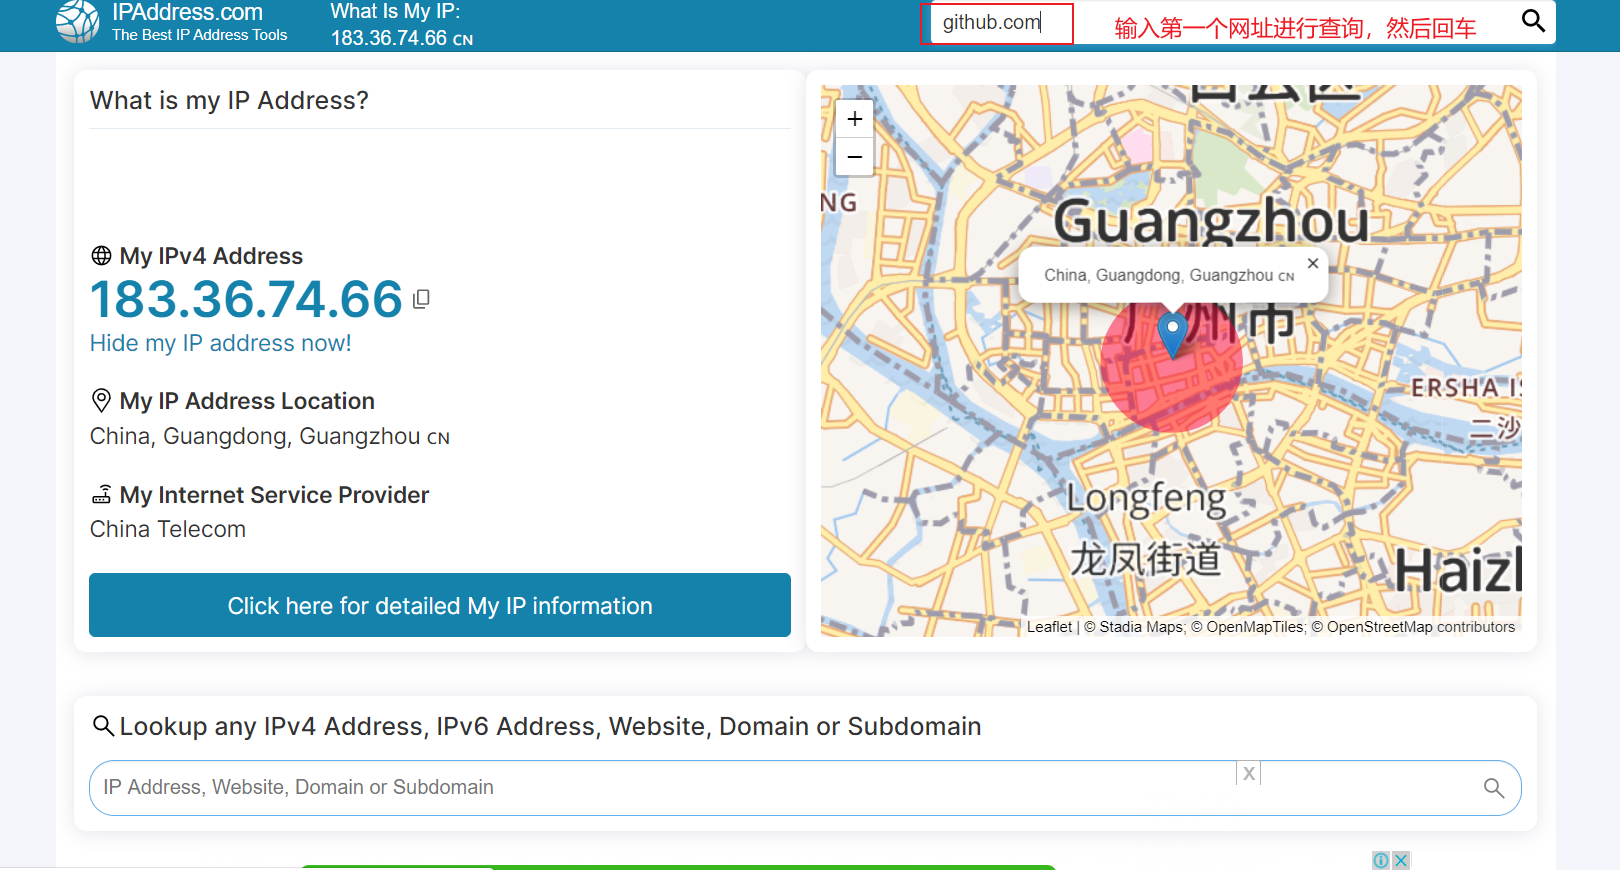 IPAddress.com
The Best IP Address Tools
What Is My IP:
183.36.74.66 CN
github.com
输入第一个网址进行查询，然后回车
What is my IP Address?
My IPv4 Address
183.36.74.66
Hide my IP address now!
My IP Address Location
China, Guangdong, Guangzhou CN
My Internet Service Provider
China Telecom
Click here for detailed My IP information
+
−
NG
Guangzhou
China, Guangdong, Guangzhou CN
×
广州市
ERSHA IS
二沙
Longfeng
龙凤街道
Haizh
Leaflet | © Stadia Maps; © OpenMapTiles; © OpenStreetMap contributors
Lookup any IPv4 Address, IPv6 Address, Website, Domain or Subdomain
IP Address, Website, Domain or Subdomain
X